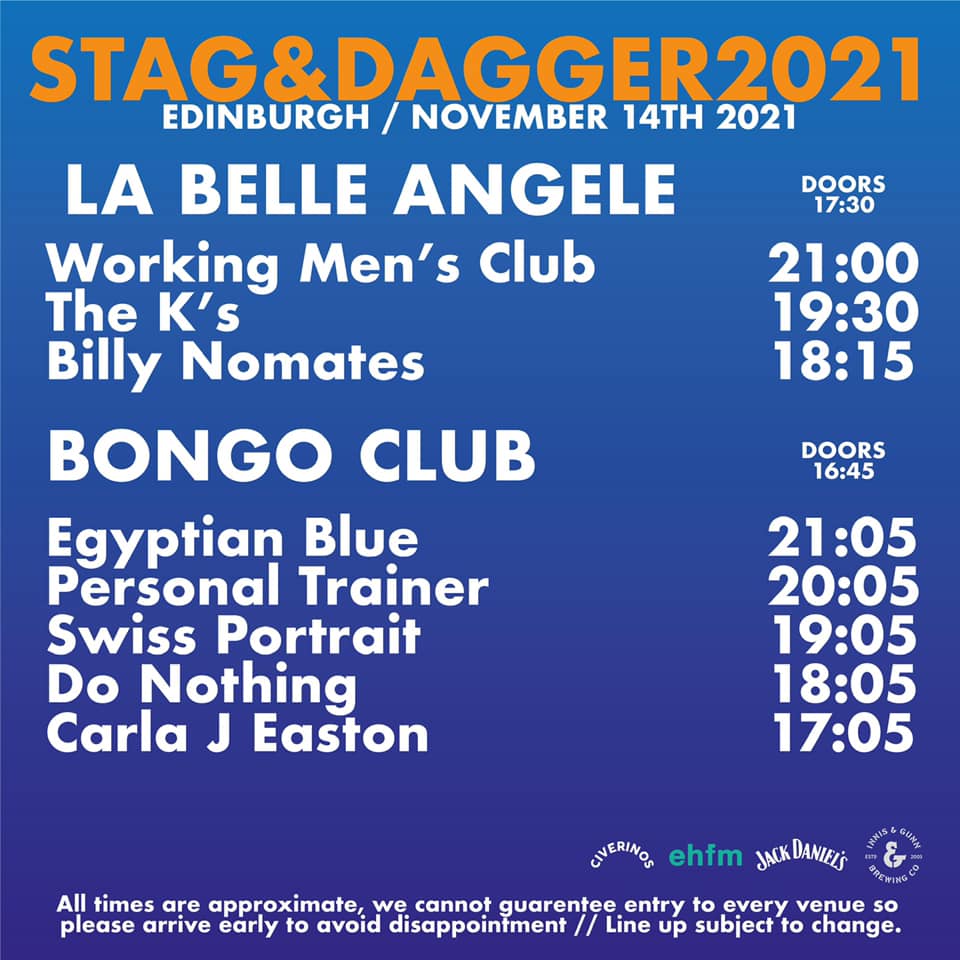 STAG&DAGGER2021
EDINBURGH / NOVEMBER 14TH 2021
LA BELLE ANGELE
DOORS
17:30
Working Men's Club 21:00
The K's 19:30
Billy Nomates 18:15
BONGO CLUB
DOORS
16:45
Egyptian Blue 21:05
Personal Trainer 20:05
Swiss Portrait 19:05
Do Nothing 18:05
Carla J Easton 17:05
CIVERINOS
ehfm
JACK DANIEL'S
INNIS & GUNN
ESTD & 2003
BREWING CO
All times are approximate, we cannot guarentee entry to every venue so
please arrive early to avoid disappointment // Line up subject to change.